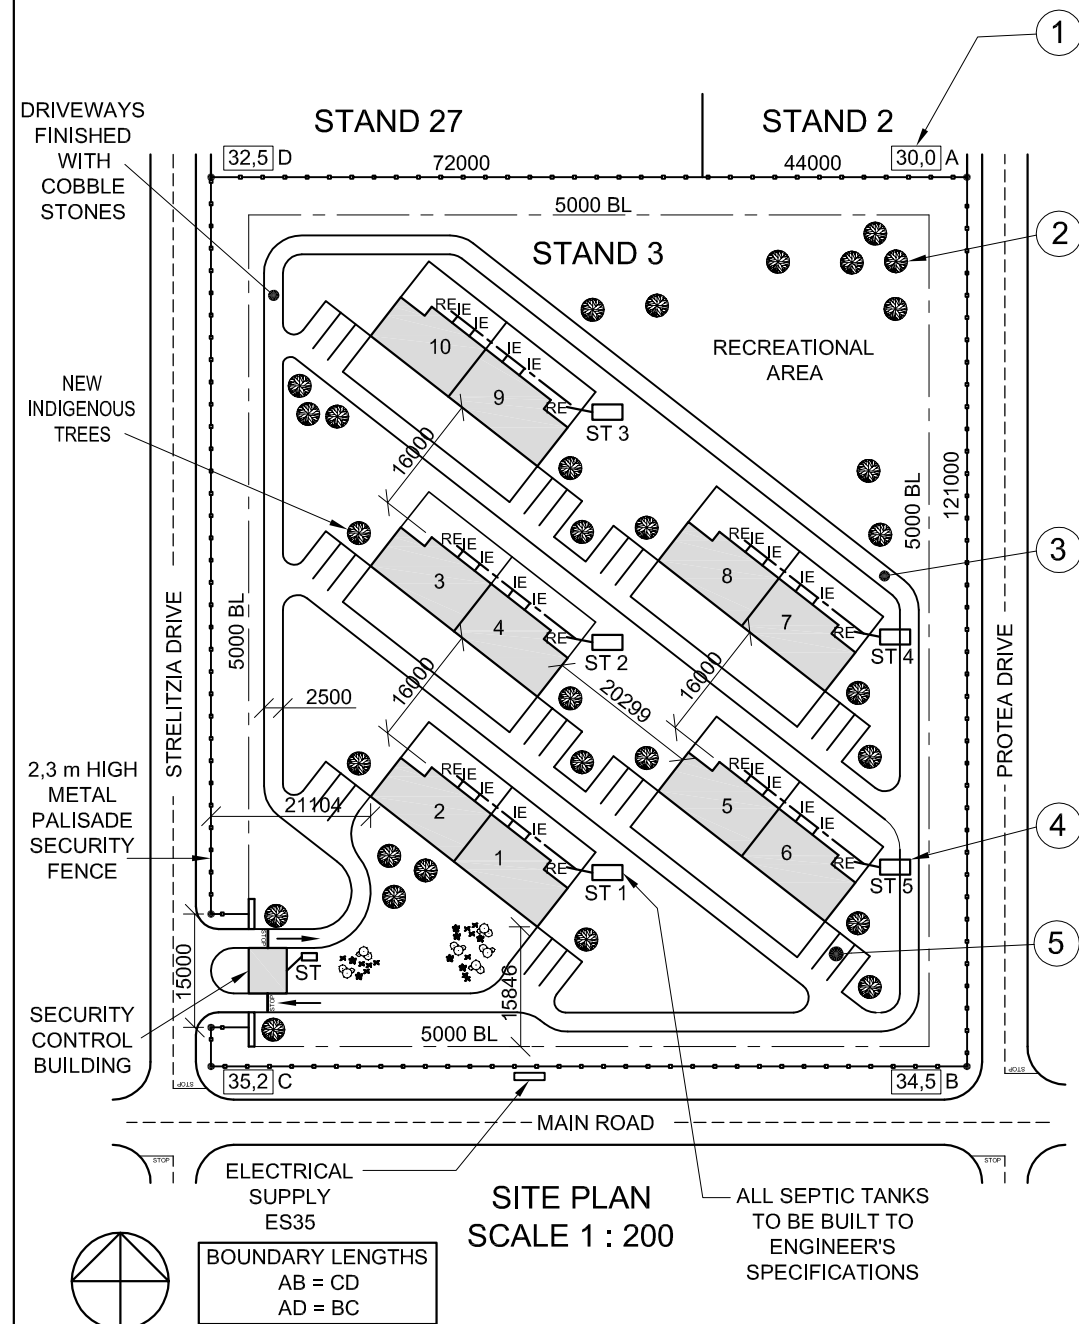 1
DRIVEWAYS
FINISHED
WITH
COBBLE
STONES
STAND 27
STAND 2
32,5 D
72000
44000
30,0 A
5000 BL
2
STAND 3
RECREATIONAL
AREA
RE
IE
IE
IE
IE
10
9
RE
ST 3
NEW
INDIGENOUS
TREES
16000
121000
5000 BL
3
RE
IE
IE
IE
IE
3
4
RE
ST 2
RE
IE
IE
IE
IE
8
7
RE
ST 4
STRELITZIA DRIVE
5000 BL
2500
16000
20299
16000
PROTEA DRIVE
2,3 m HIGH
METAL
PALISADE
SECURITY
FENCE
21104
RE
IE
IE
IE
IE
2
1
RE
ST 1
RE
IE
IE
IE
IE
5
6
RE
ST 5
4
5
15000
STOP
ST
STOP
15846
SECURITY
CONTROL
BUILDING
5000 BL
STOP
35,2 C
34,5 B
STOP
MAIN ROAD
STOP
STOP
ELECTRICAL
SUPPLY
ES35
SITE PLAN
SCALE 1 : 200
ALL SEPTIC TANKS
TO BE BUILT TO
ENGINEER'S
SPECIFICATIONS
BOUNDARY LENGTHS
AB = CD
AD = BC